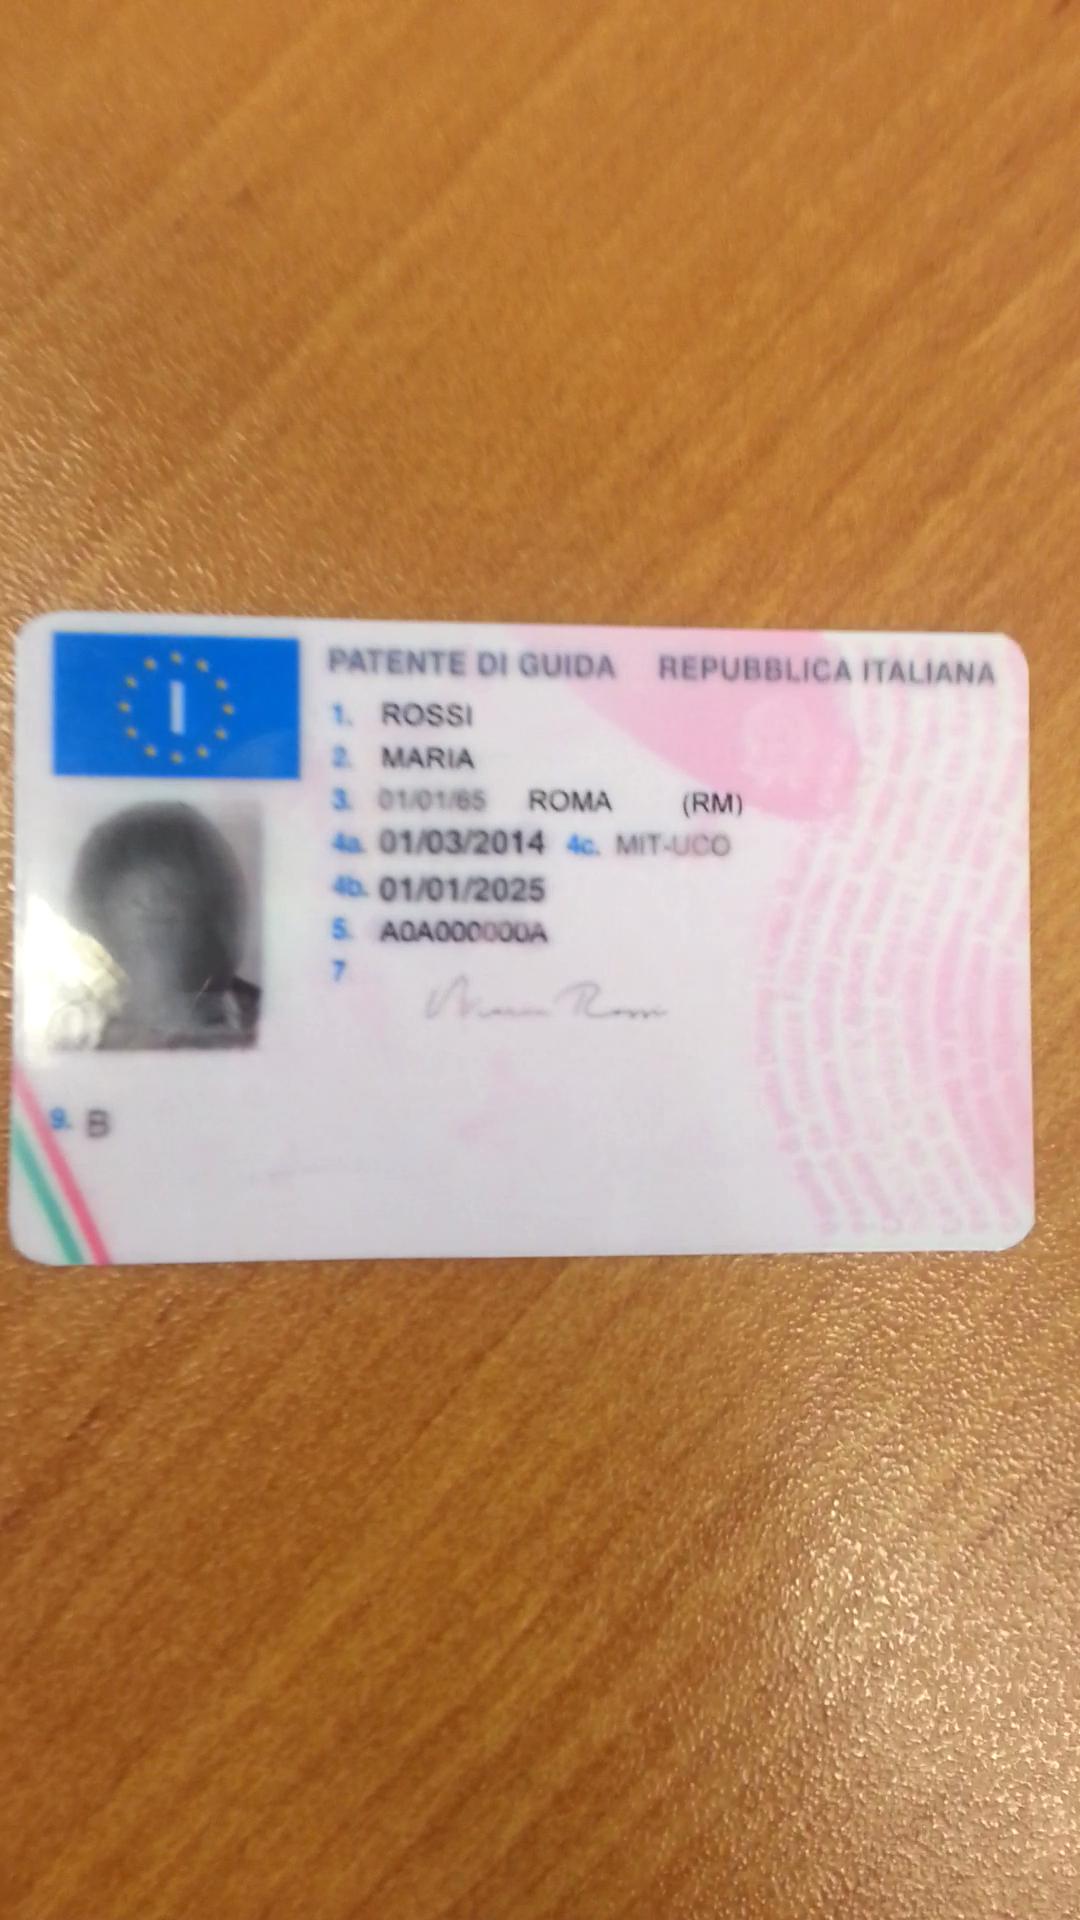 I
PATENTE DI GUIDA REPUBBLICA ITALIANA
1. ROSSI
2. MARIA
3. 01/01/65 ROMA (RM)
4a. 01/03/2014 4c. MIT-UCO
4b. 01/01/2025
5. A0A000000A
7
Maria Rossi
9. B